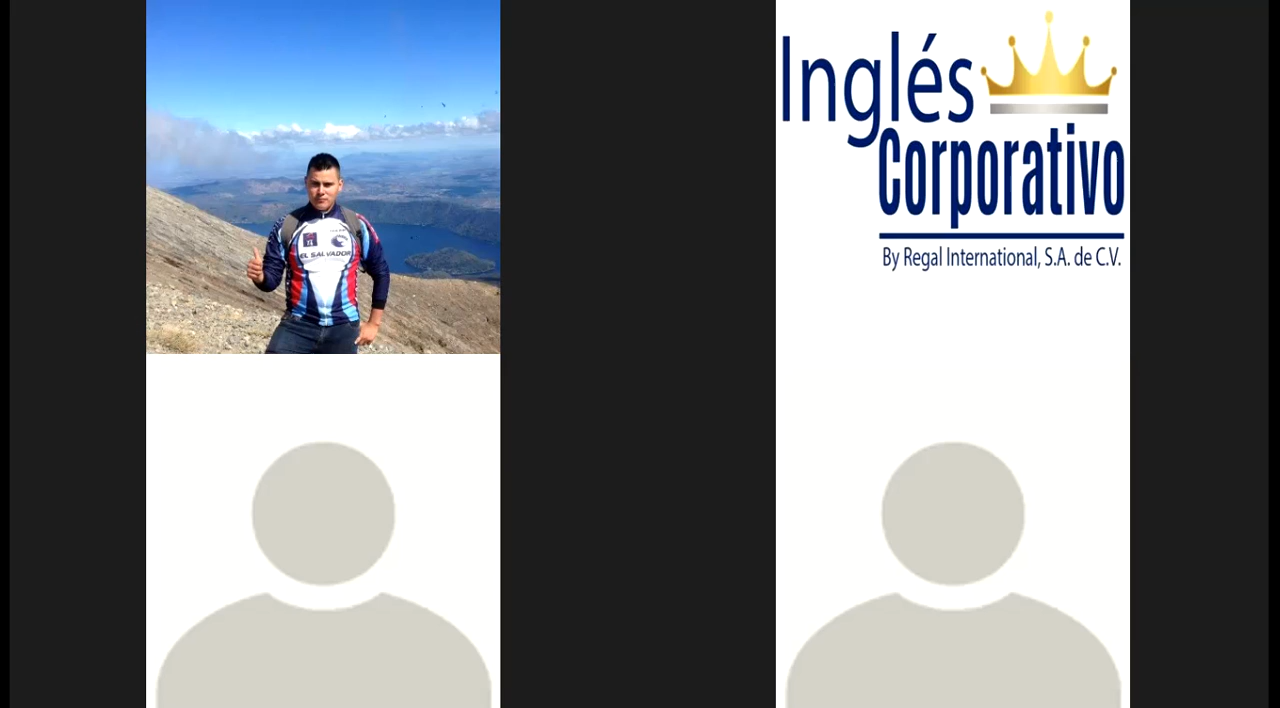 EL SALVADOR
Inglés
Corporativo
By Regal International, S.A. de C.V.